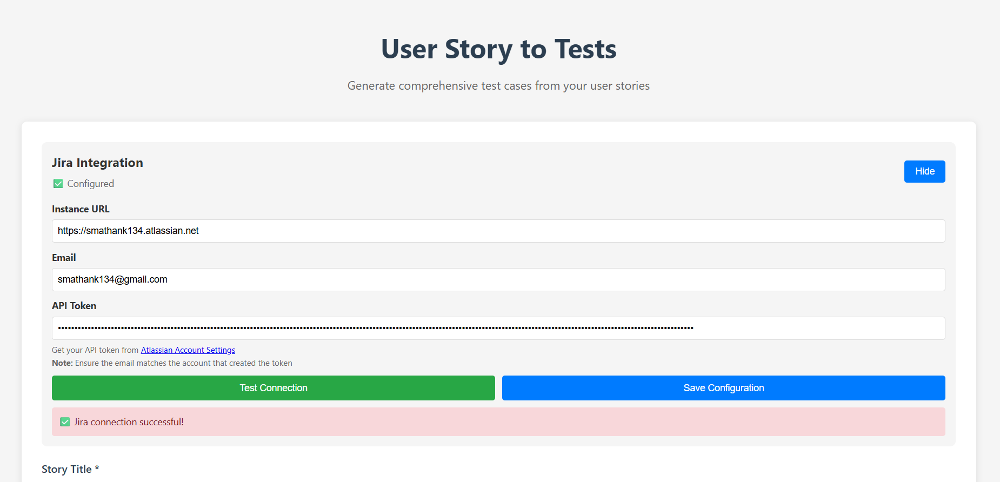 User Story to Tests
Generate comprehensive test cases from your user stories
Jira Integration
✅ Configured
Hide
Instance URL
https://smathank134.atlassian.net
Email
smathank134@gmail.com
API Token
Get your API token from Atlassian Account Settings
Note: Ensure the email matches the account that created the token
Test Connection
Save Configuration
✅ Jira connection successful!
Story Title *